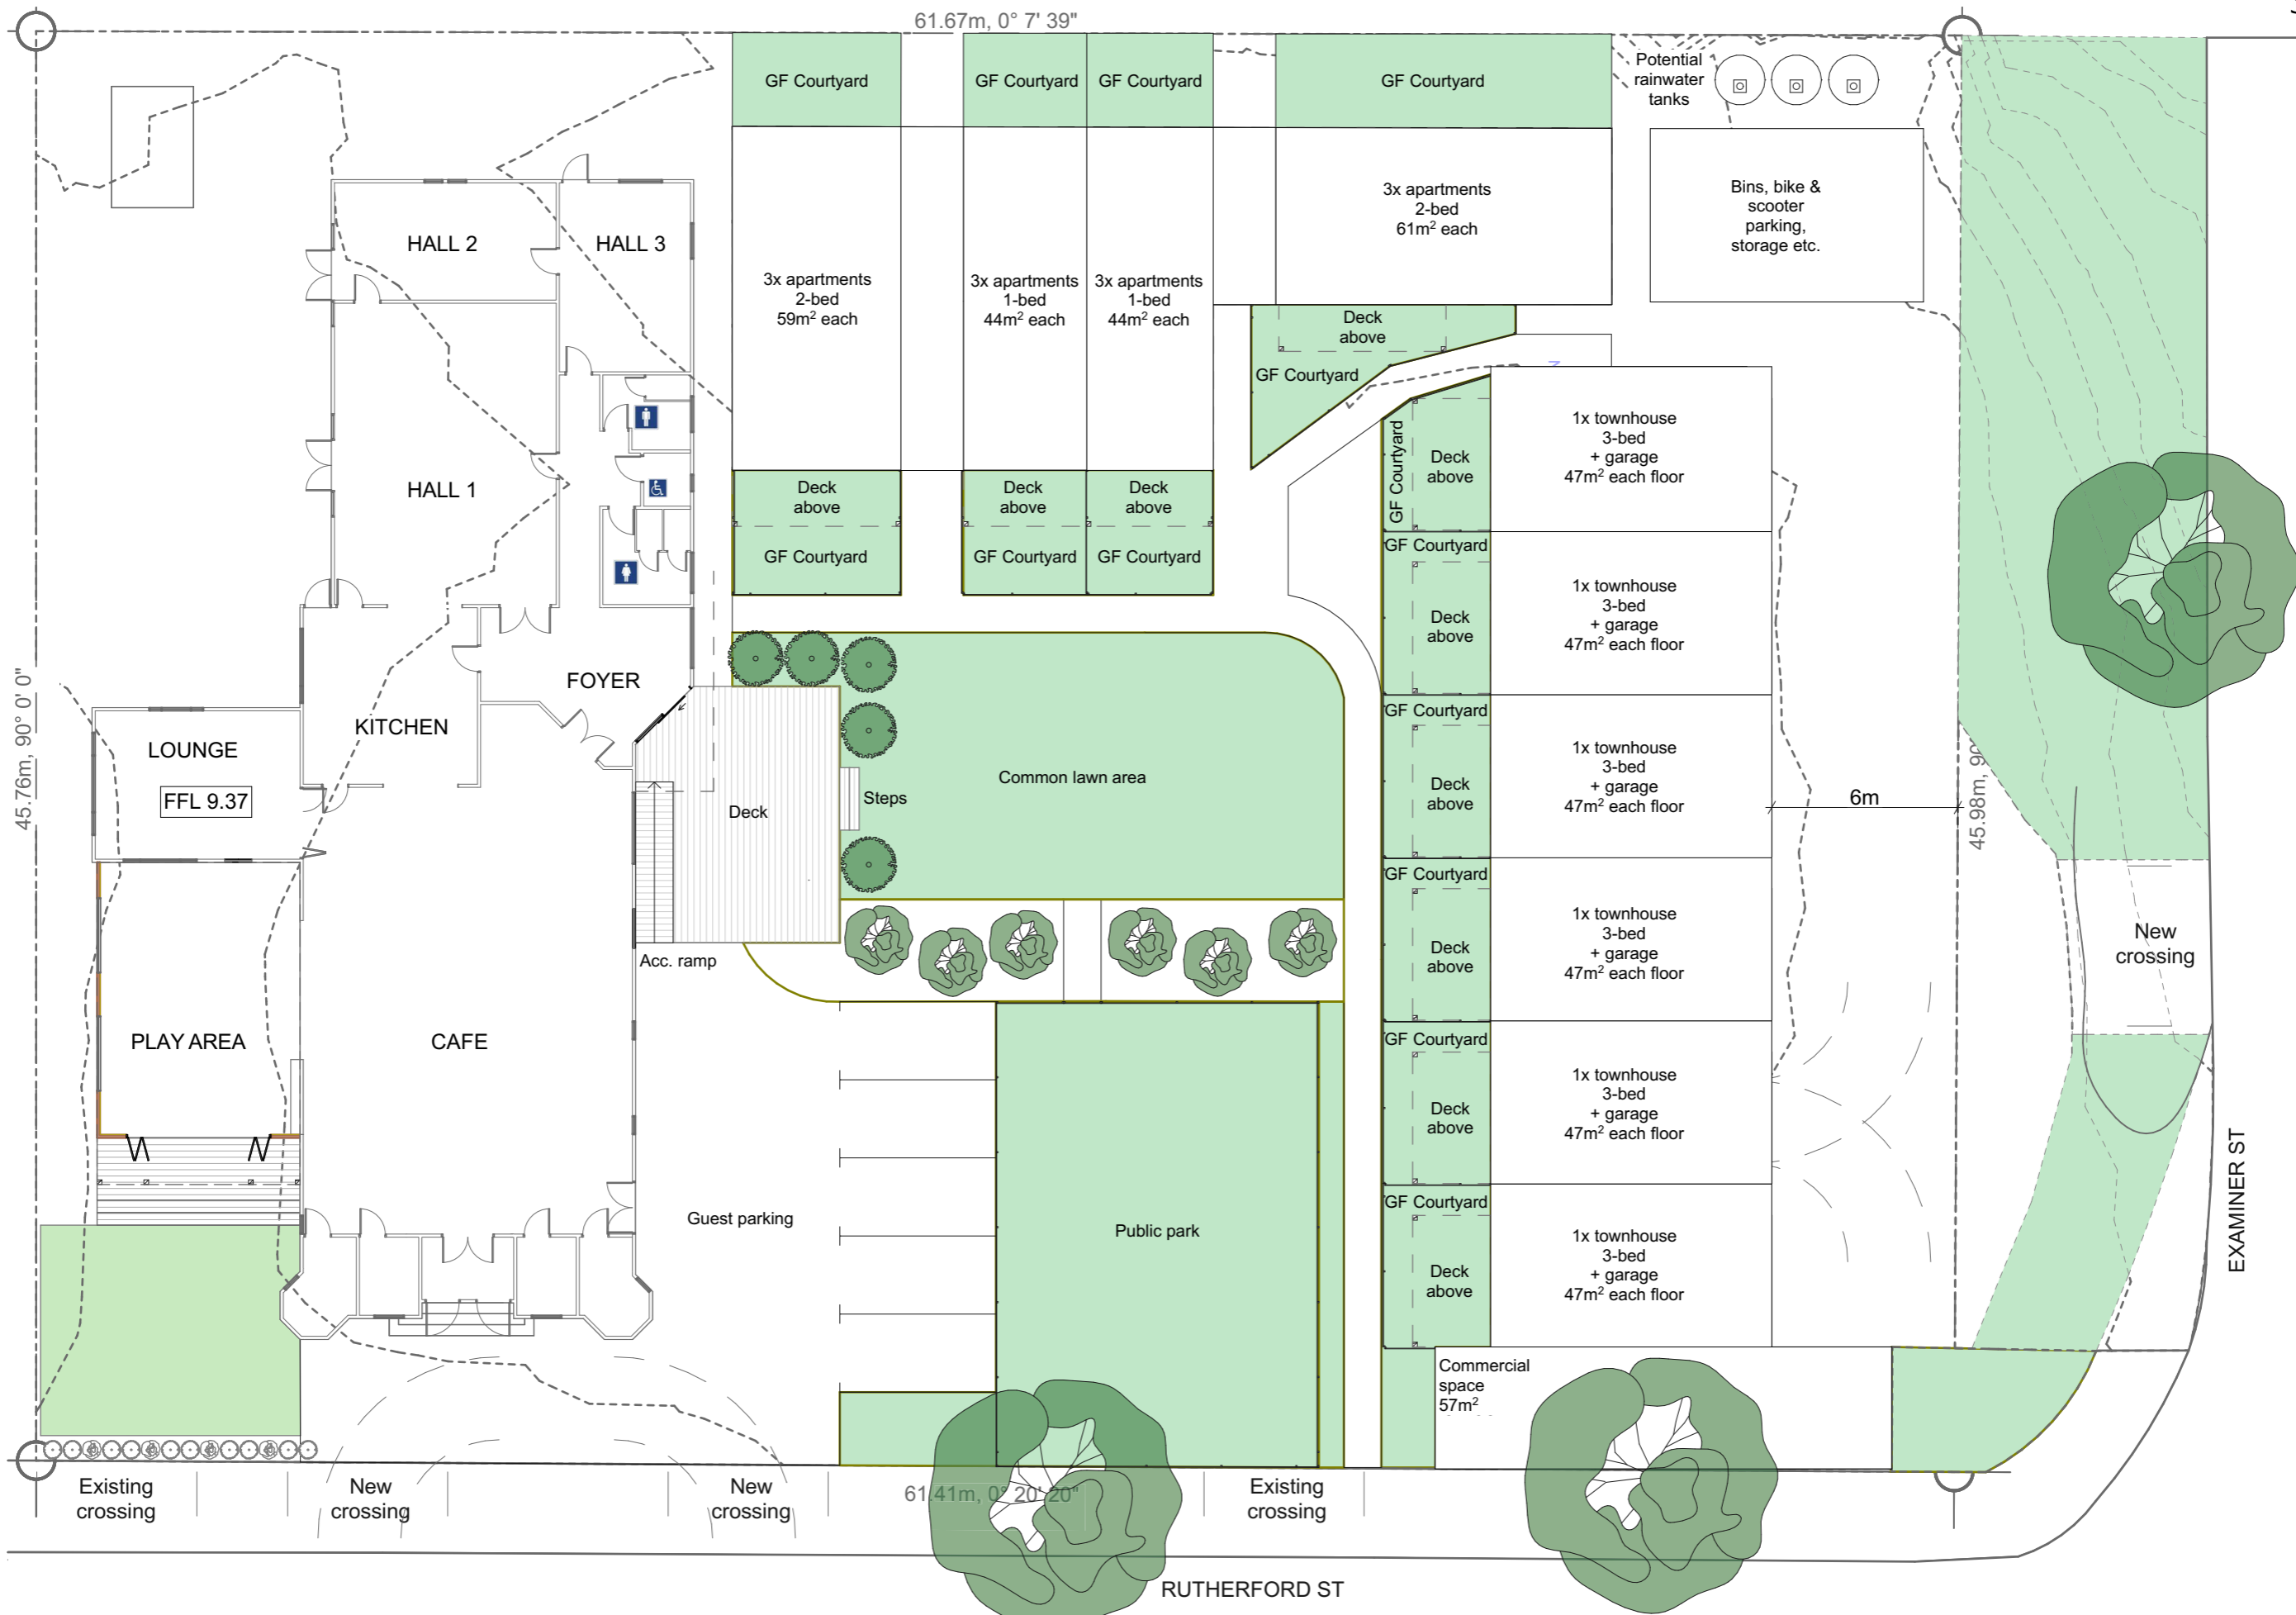 61.67m, 0° 7' 39"
GF Courtyard
GF Courtyard
GF Courtyard
GF Courtyard
Potential
rainwater
tanks
HALL 2
HALL 3
3x apartments
2-bed
59m² each
3x apartments
1-bed
44m² each
3x apartments
1-bed
44m² each
3x apartments
2-bed
61m² each
Bins, bike &
scooter
parking,
storage etc.
Deck
above
GF Courtyard
HALL 1
Deck
above
GF Courtyard
Deck
above
GF Courtyard
Deck
above
GF Courtyard
GF Courtyard
Deck
above
1x townhouse
3-bed
+ garage
47m² each floor
GF Courtyard
Deck
above
1x townhouse
3-bed
+ garage
47m² each floor
GF Courtyard
Deck
above
1x townhouse
3-bed
+ garage
47m² each floor
GF Courtyard
Deck
above
1x townhouse
3-bed
+ garage
47m² each floor
GF Courtyard
Deck
above
1x townhouse
3-bed
+ garage
47m² each floor
GF Courtyard
Deck
above
1x townhouse
3-bed
+ garage
47m² each floor
45.76m, 90° 0' 0"
FOYER
KITCHEN
LOUNGE
FFL 9.37
Deck
Steps
Common lawn area
6m
45.98m, 90
Acc. ramp
New
crossing
PLAY AREA
CAFE
Guest parking
Public park
EXAMINER ST
Commercial
space
57m²
Existing
crossing
New
crossing
New
crossing
61.41m, 0° 20' 20"
Existing
crossing
RUTHERFORD ST